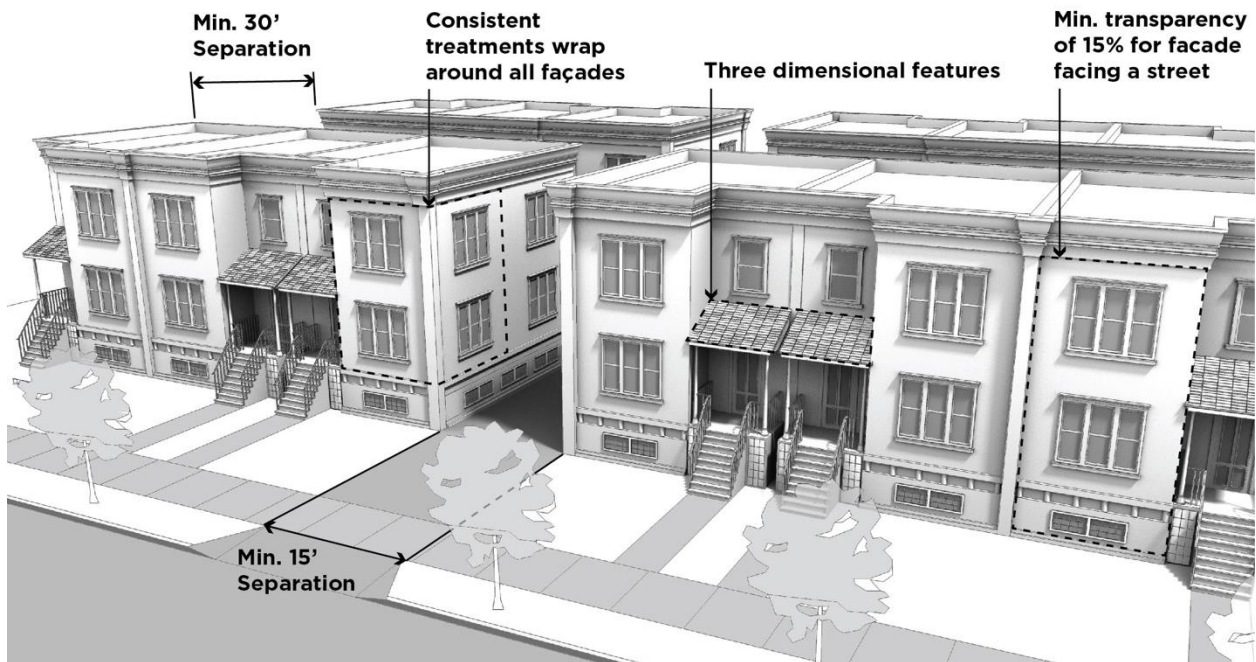 Min. 30’
Separation
Consistent
treatments wrap
around all façades
Three dimensional features
Min. transparency
of 15% for facade
facing a street
Min. 15’
Separation